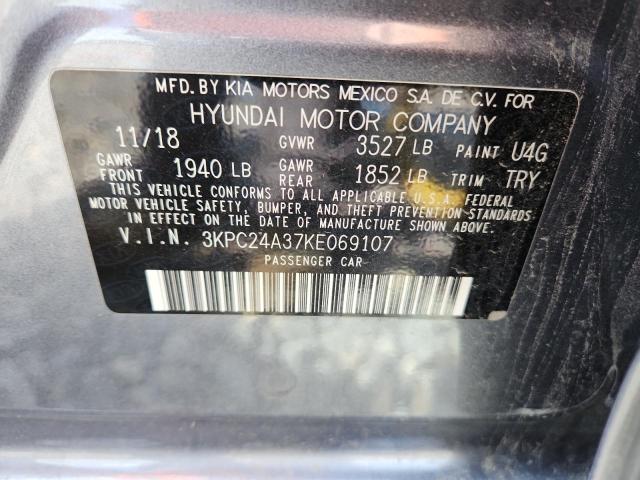 MFD. BY KIA MOTORS MEXICO S.A. DE C.V. FOR
HYUNDAI MOTOR COMPANY
11/18 GVWR 3527 LB PAINT U4G
GAWR FRONT 1940 LB GAWR REAR 1852 LB TRIM TRY
THIS VEHICLE CONFORMS TO ALL APPLICABLE U.S.A. FEDERAL
MOTOR VEHICLE SAFETY, BUMPER, AND THEFT PREVENTION STANDARDS
IN EFFECT ON THE DATE OF MANUFACTURE SHOWN ABOVE.
V.I.N. 3KPC24A37KE069107
PASSENGER CAR